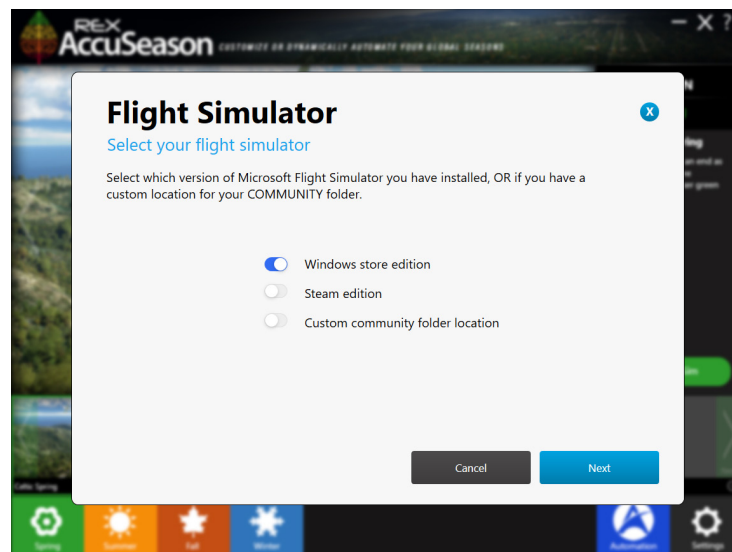 REX
AccuSeason CUSTOMIZE OR DYNAMICALLY AUTOMATE YOUR GLOBAL SEASONS
Flight Simulator
X
Select your flight simulator
Select which version of Microsoft Flight Simulator you have installed, OR if you have a
custom location for your COMMUNITY folder.
Windows store edition
Steam edition
Custom community folder location
Cancel
Next
Celtic Spring
Spring
Summer
Fall
Winter
Automation
Settings